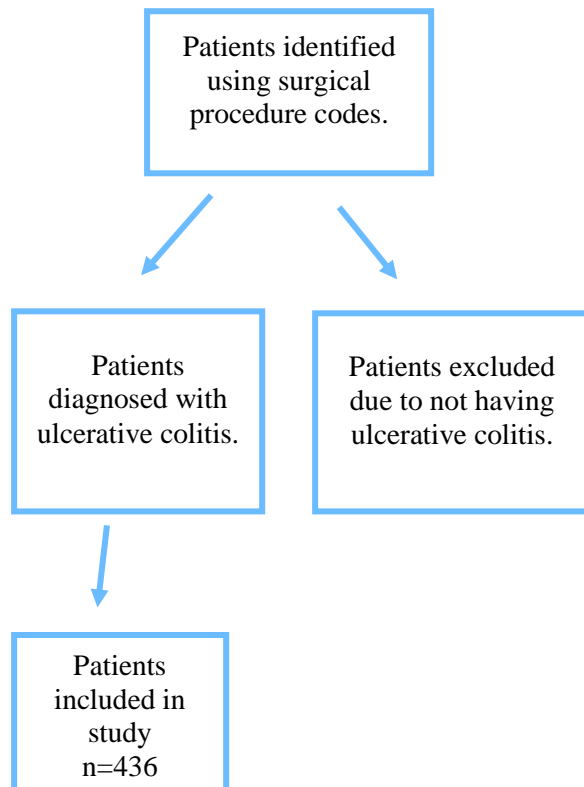 Patients identified
using surgical
procedure codes.
Patients
diagnosed with
ulcerative colitis.
Patients excluded
due to not having
ulcerative colitis.
Patients
included in
study
n=436